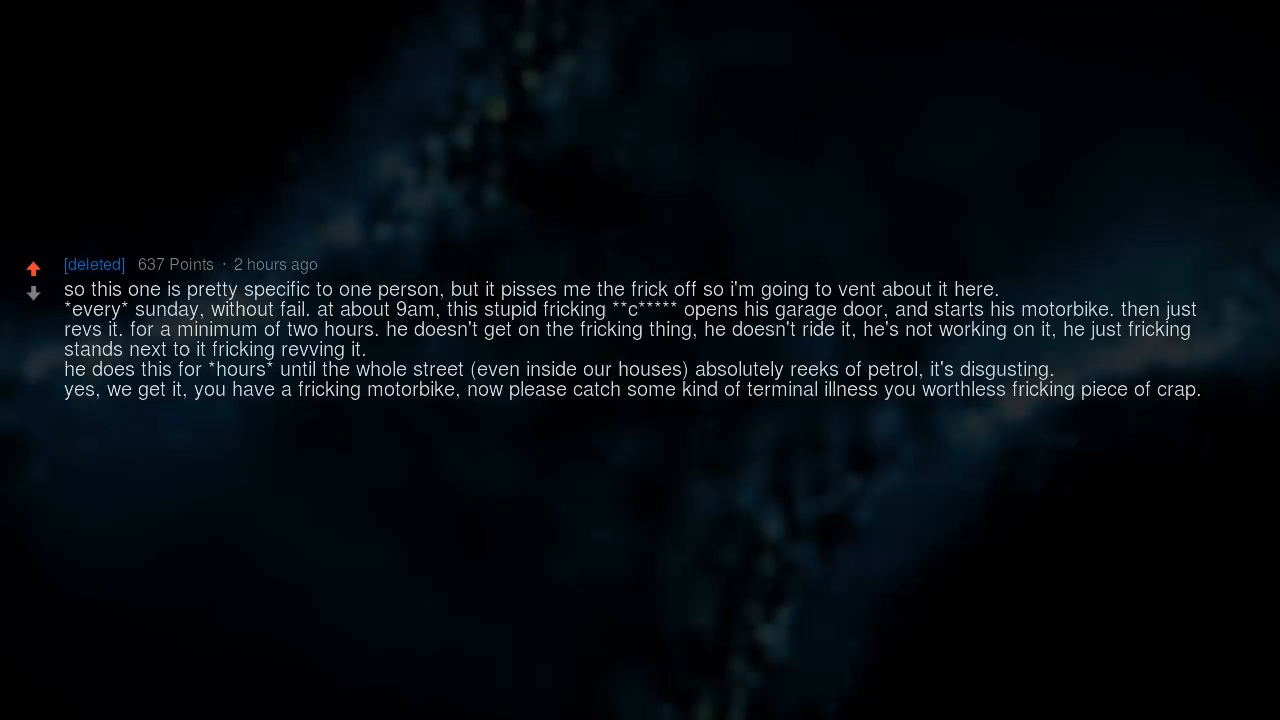 [deleted] 637 Points · 2 hours ago
so this one is pretty specific to one person, but it pisses me the frick off so i'm going to vent about it here.
*every* sunday, without fail. at about 9am, this stupid fricking **c***** opens his garage door, and starts his motorbike. then just
revs it. for a minimum of two hours. he doesn't get on the fricking thing, he doesn't ride it, he's not working on it, he just fricking
stands next to it fricking revving it.
he does this for *hours* until the whole street (even inside our houses) absolutely reeks of petrol, it's disgusting.
yes, we get it, you have a fricking motorbike, now please catch some kind of terminal illness you worthless fricking piece of crap.